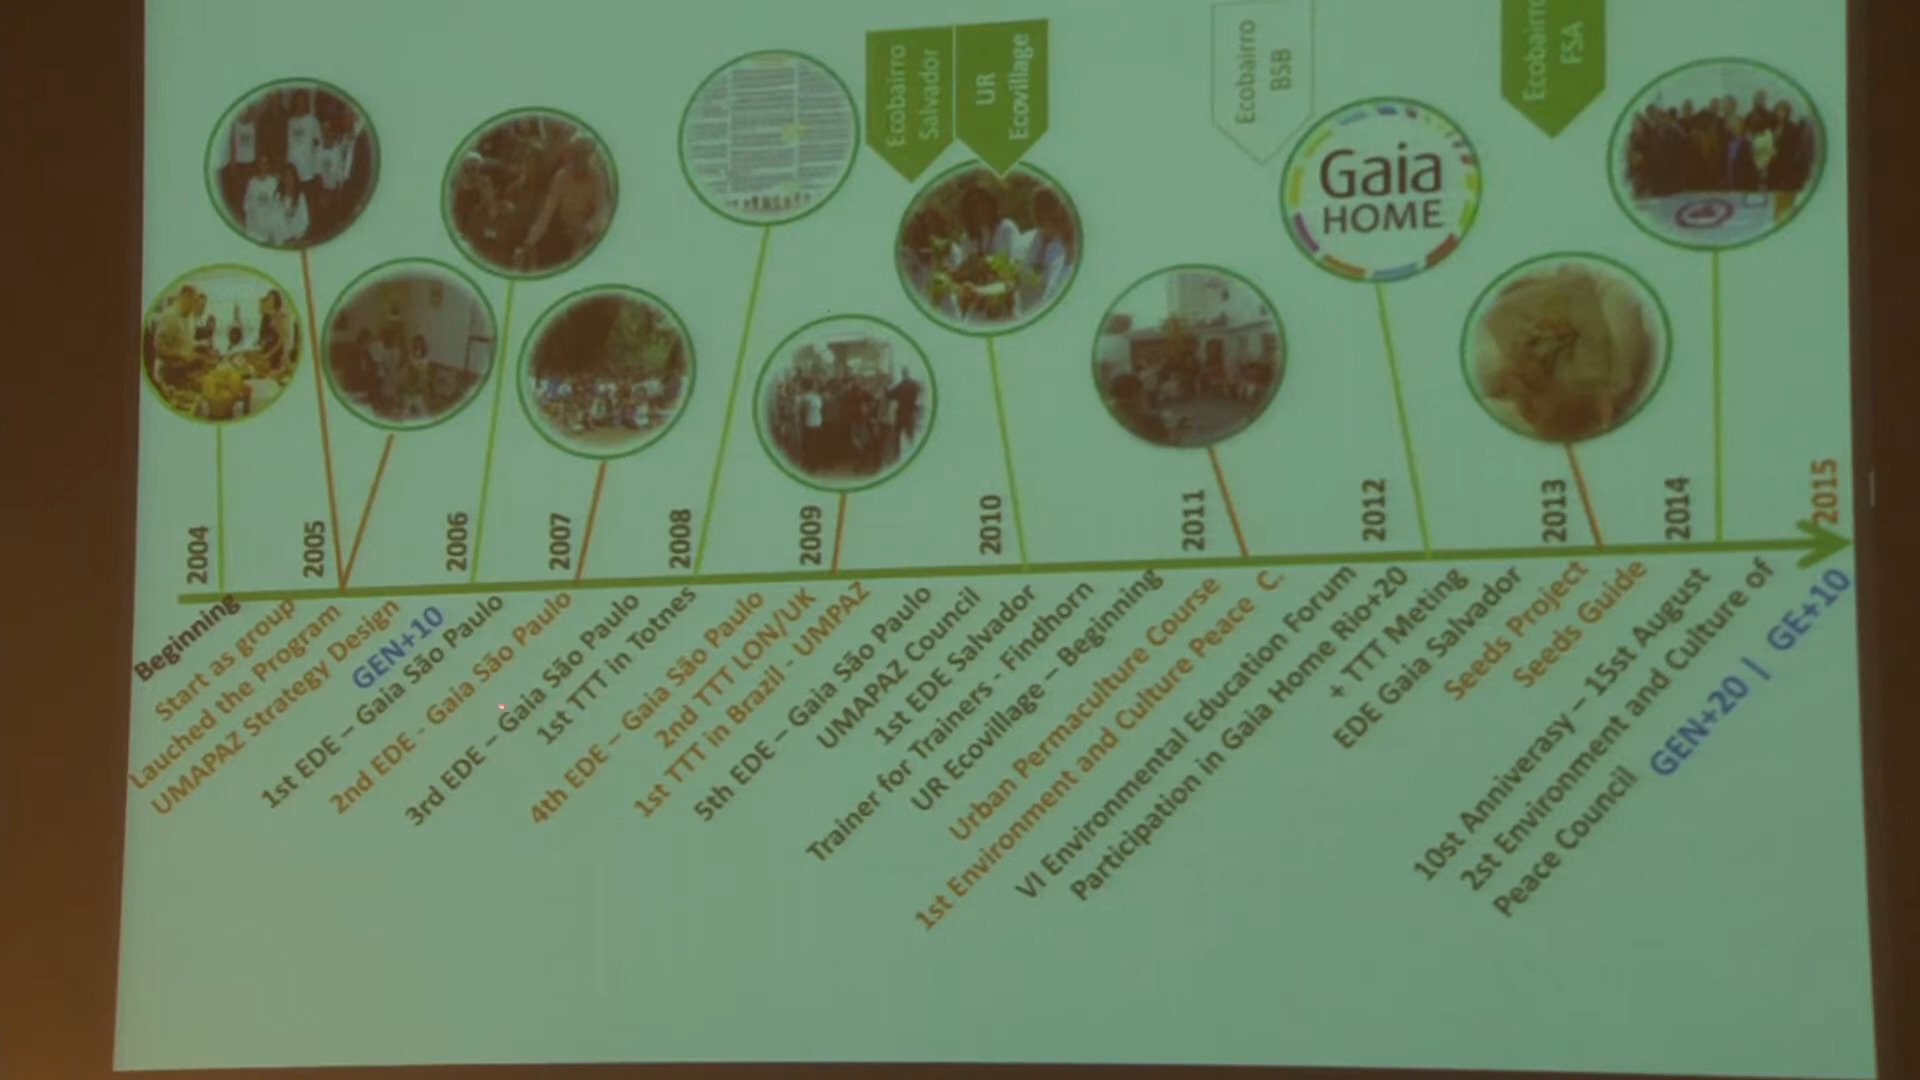 Ecobairro
Salvador
UR
Ecovillage
Ecobairro
BSB
Ecobairro
FSA
Gaia
HOME
2004
2005
2006
2007
2008
2009
2010
2011
2012
2013
2014
2015
Beginning
Start as group
Lauched the Program
UMAPAZ Strategy Design
GEN+10
1st EDE – Gaia São Paulo
2nd EDE - Gaia São Paulo
3rd EDE – Gaia São Paulo
1st TTT in Totnes
4th EDE – Gaia São Paulo
2nd TTT LON/UK
1st TTT in Brazil - UMPAZ
5th EDE – Gaia São Paulo
UMAPAZ Council
1st EDE Salvador
Trainer for Trainers - Findhorn
UR Ecovillage – Beginning
Urban Permaculture Course
1st Environment and Culture Peace C.
VI Environmental Education Forum
Participation in Gaia Home Rio+20
+ TTT Meting
EDE Gaia Salvador
Seeds Project
Seeds Guide
10st Anniverasy – 15st August
2st Environment and Culture of
Peace Council
GEN+20 | GE+10